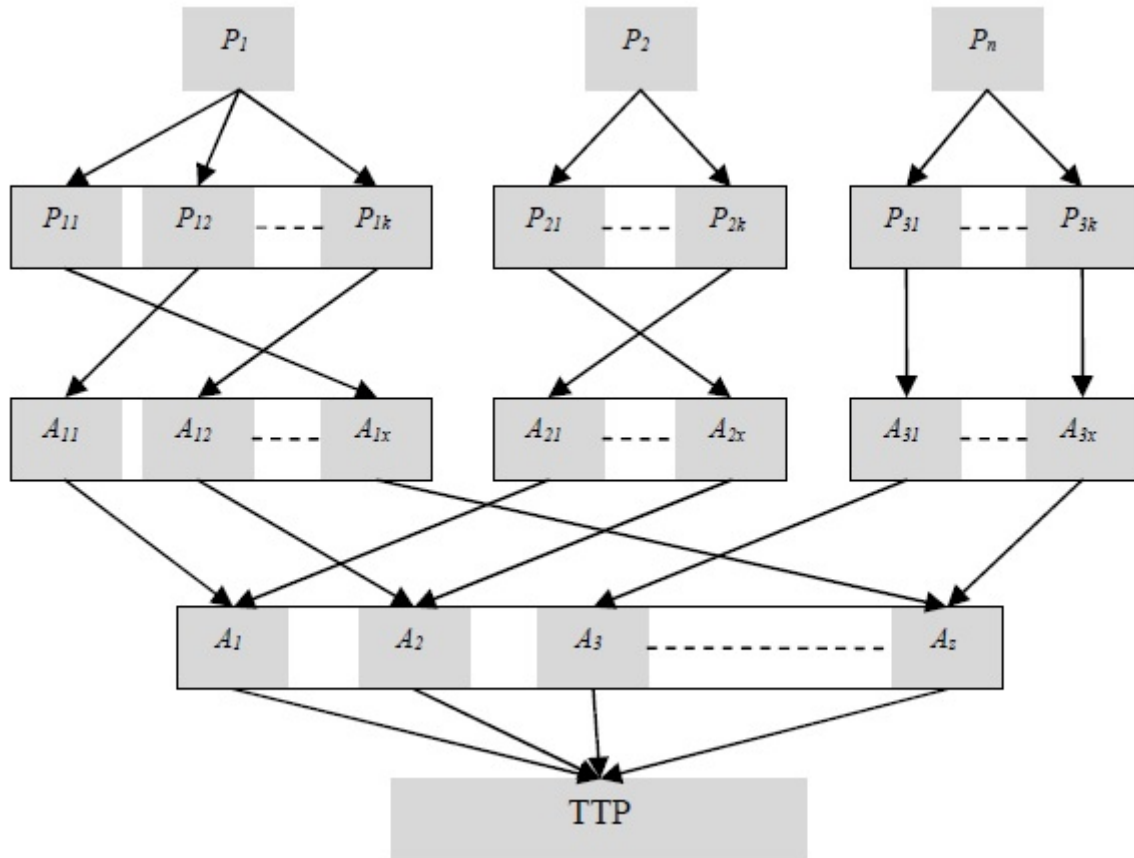 P1 P2 Pn
P11 P12 P1k P21 P2k P31 P3k
A11 A12 A1x A21 A2x A31 A3x
A1 A2 A3 Az
TTP